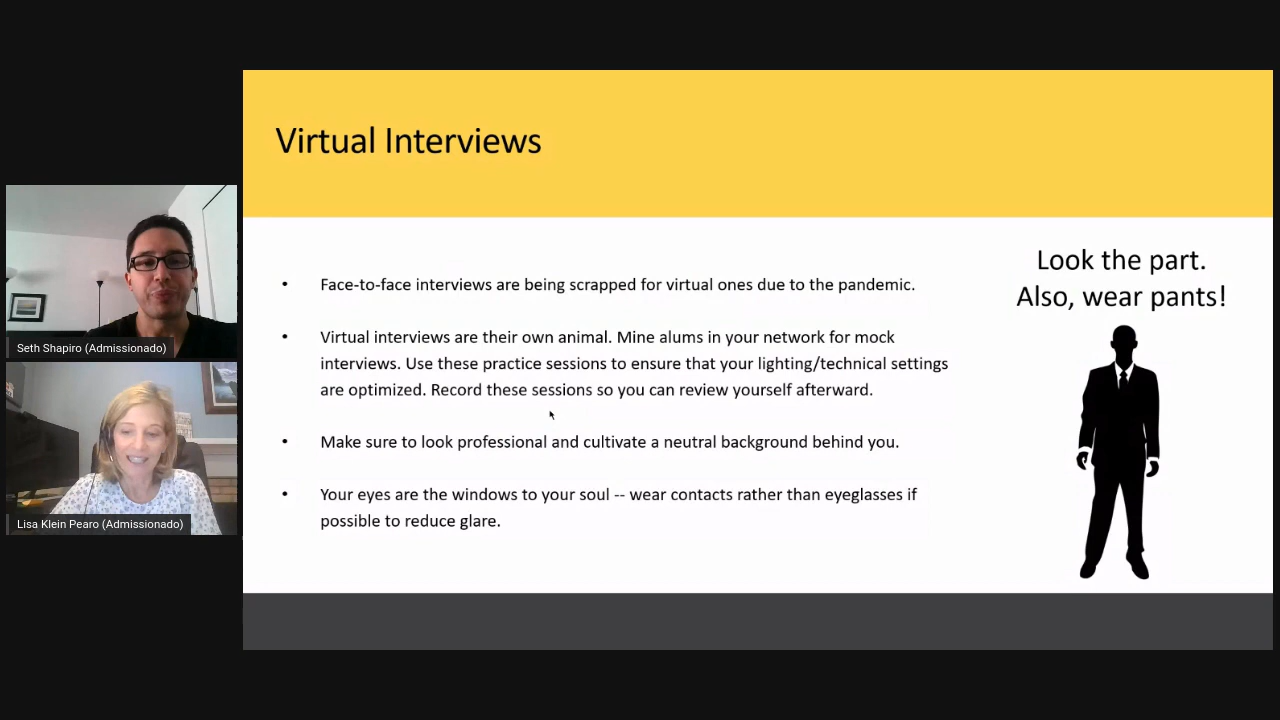 Virtual Interviews
Look the part.
Also, wear pants!
• Face-to-face interviews are being scrapped for virtual ones due to the pandemic.
• Virtual interviews are their own animal. Mine alums in your network for mock
interviews. Use these practice sessions to ensure that your lighting/technical settings
are optimized. Record these sessions so you can review yourself afterward.
• Make sure to look professional and cultivate a neutral background behind you.
• Your eyes are the windows to your soul -- wear contacts rather than eyeglasses if
possible to reduce glare.
Seth Shapiro (Admissionado)
Lisa Klein Pearo (Admissionado)